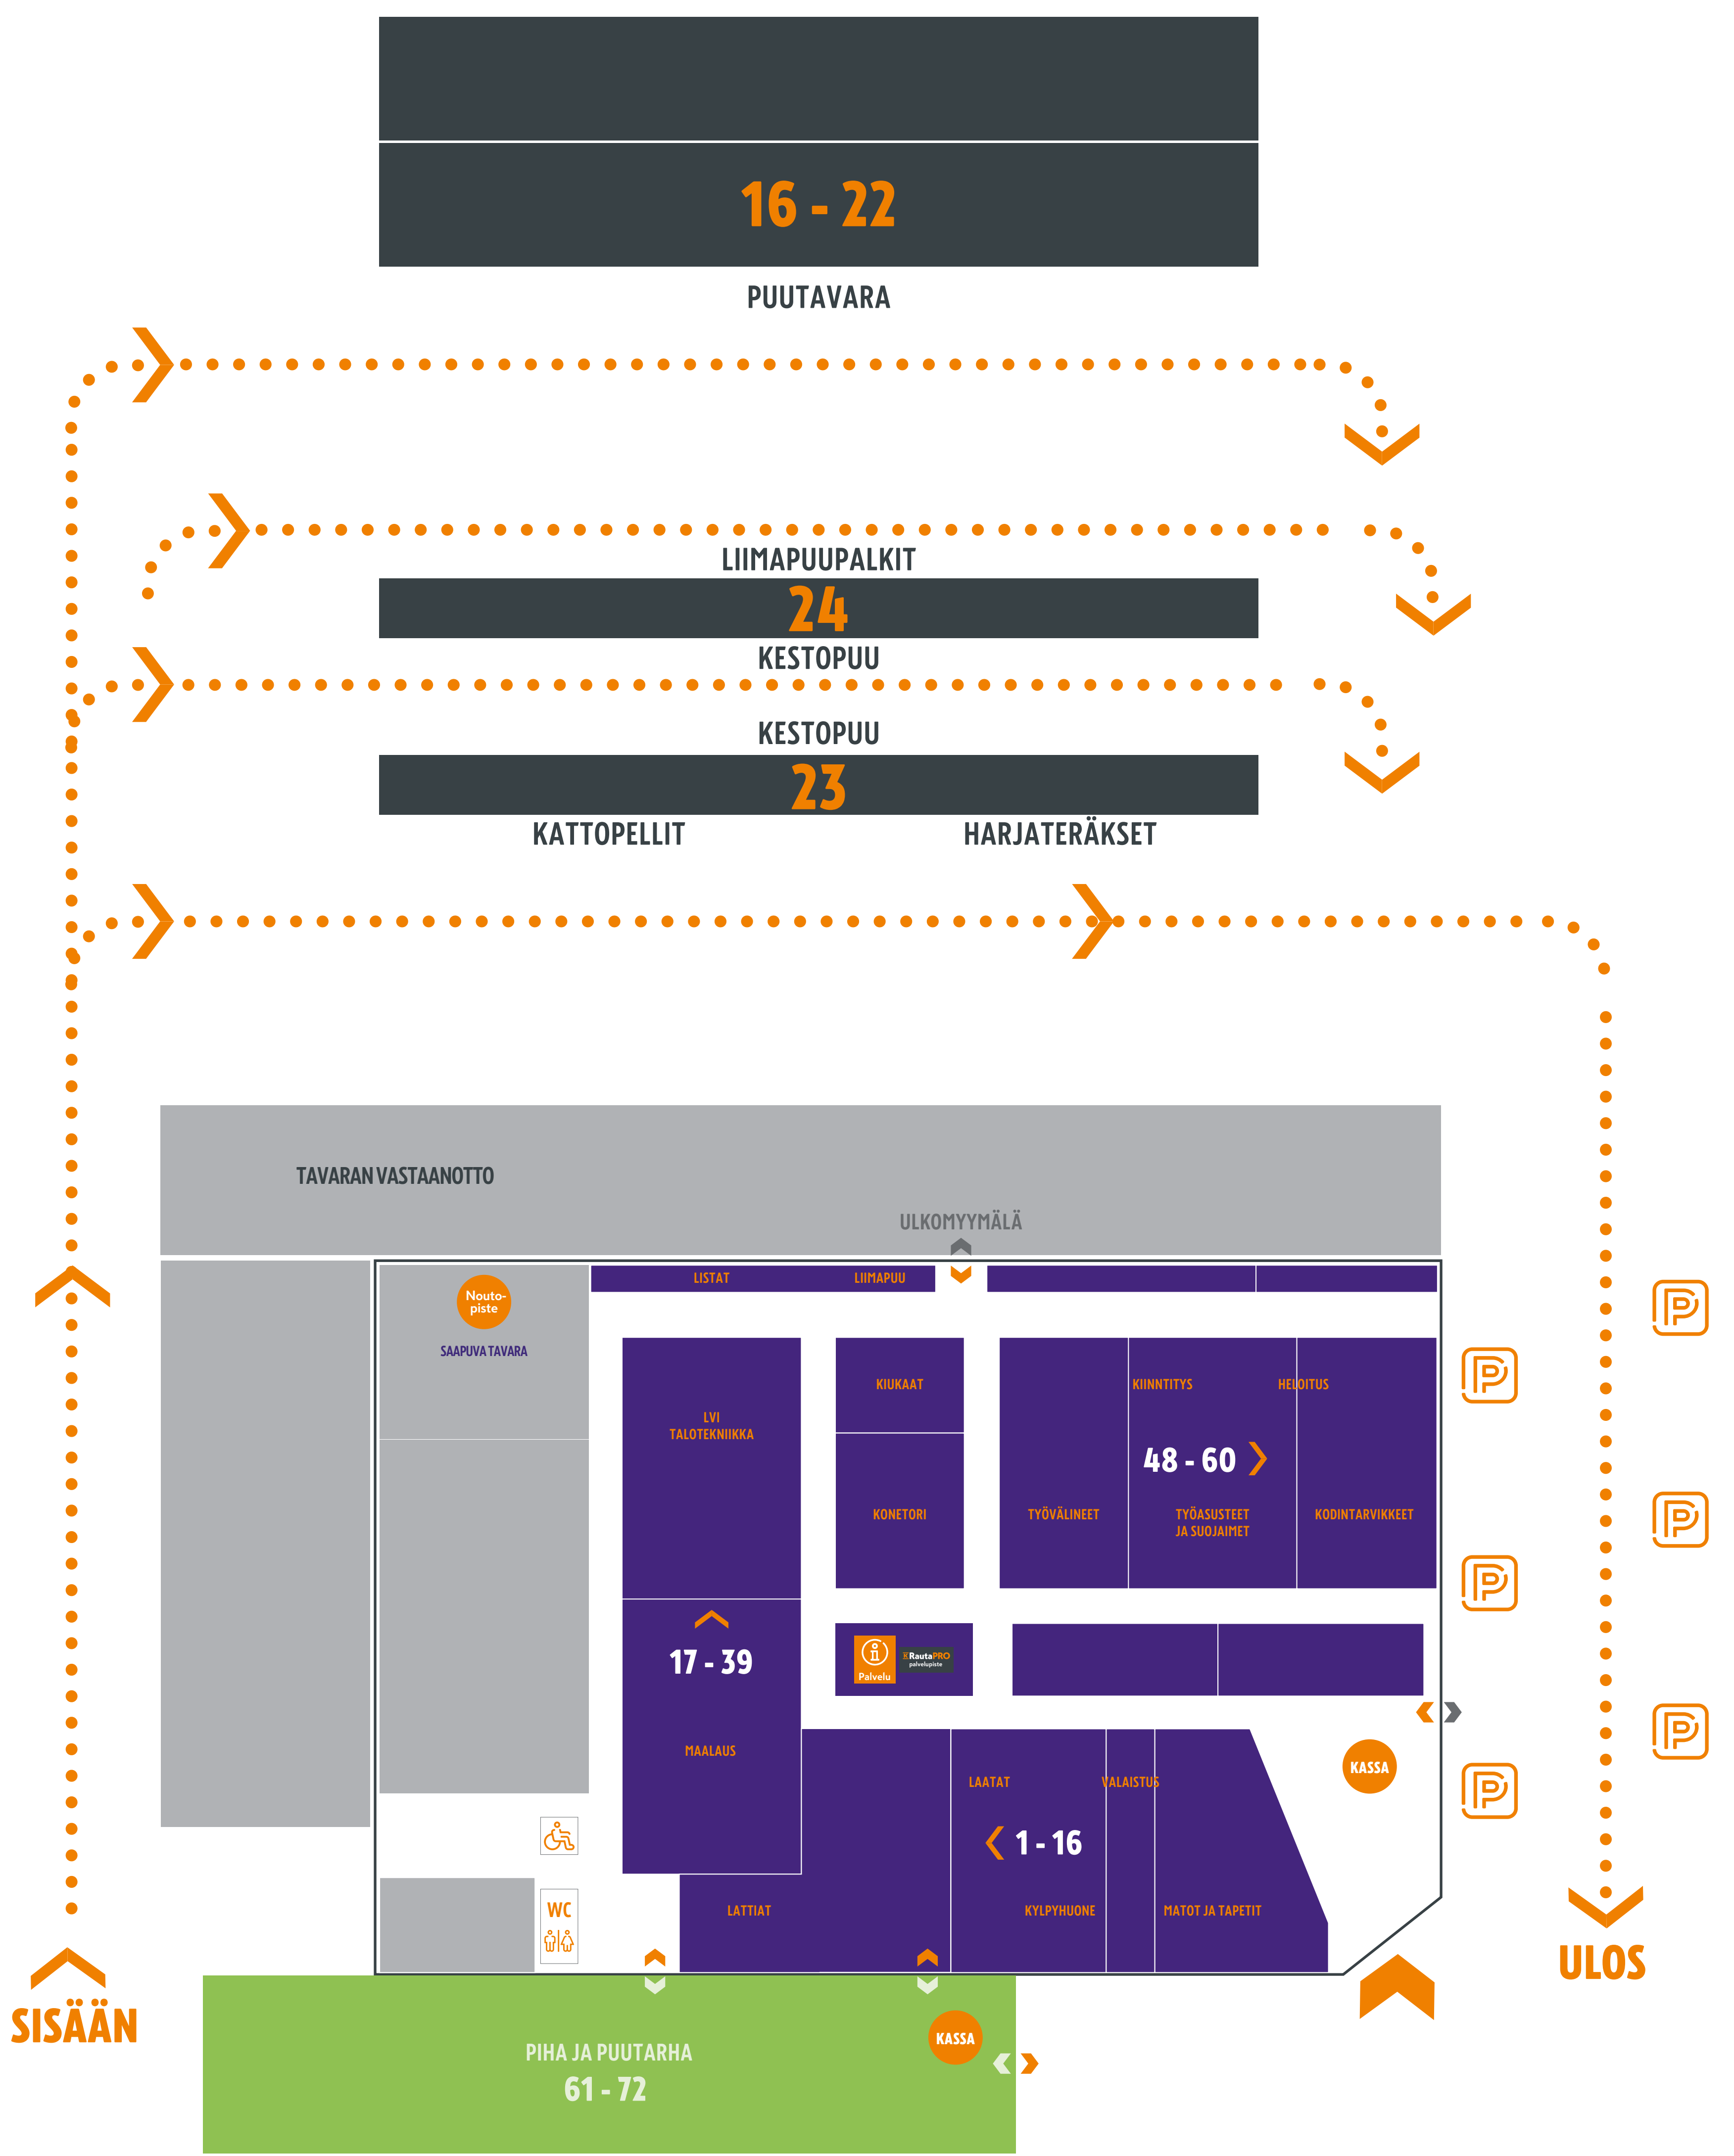 16 - 22
PUUTAVARA
LIIMAPUUPALKIT
24
KESTOPUU
KESTOPUU
23
KATTOPELLIT
HARJATERÄKSET
TAVARAN VASTAANOTTO
ULKOMYYMÄLÄ
LISTAT
LIIMAPUU
Nouto-
piste
SAAPUVA TAVARA
KIUKAAT
KIINNTITYS
HELOITUS
LVI
TALOTEKNIIKKA
48 - 60
KONETORI
TYÖVÄLINEET
TYÖASUSTEET
JA SUOJAIMET
KODINTARVIKKEET
17 - 39
Palvelu
K RautaPRO
palvelupiste
MAALAUS
KASSA
LAATAT
VALAISTUS
1 - 16
LATTIAT
KYLPYHUONE
MATOT JA TAPETIT
WC
P
P
P
P
P
P
ULOS
SISÄÄN
KASSA
PIHA JA PUUTARHA
61 - 72